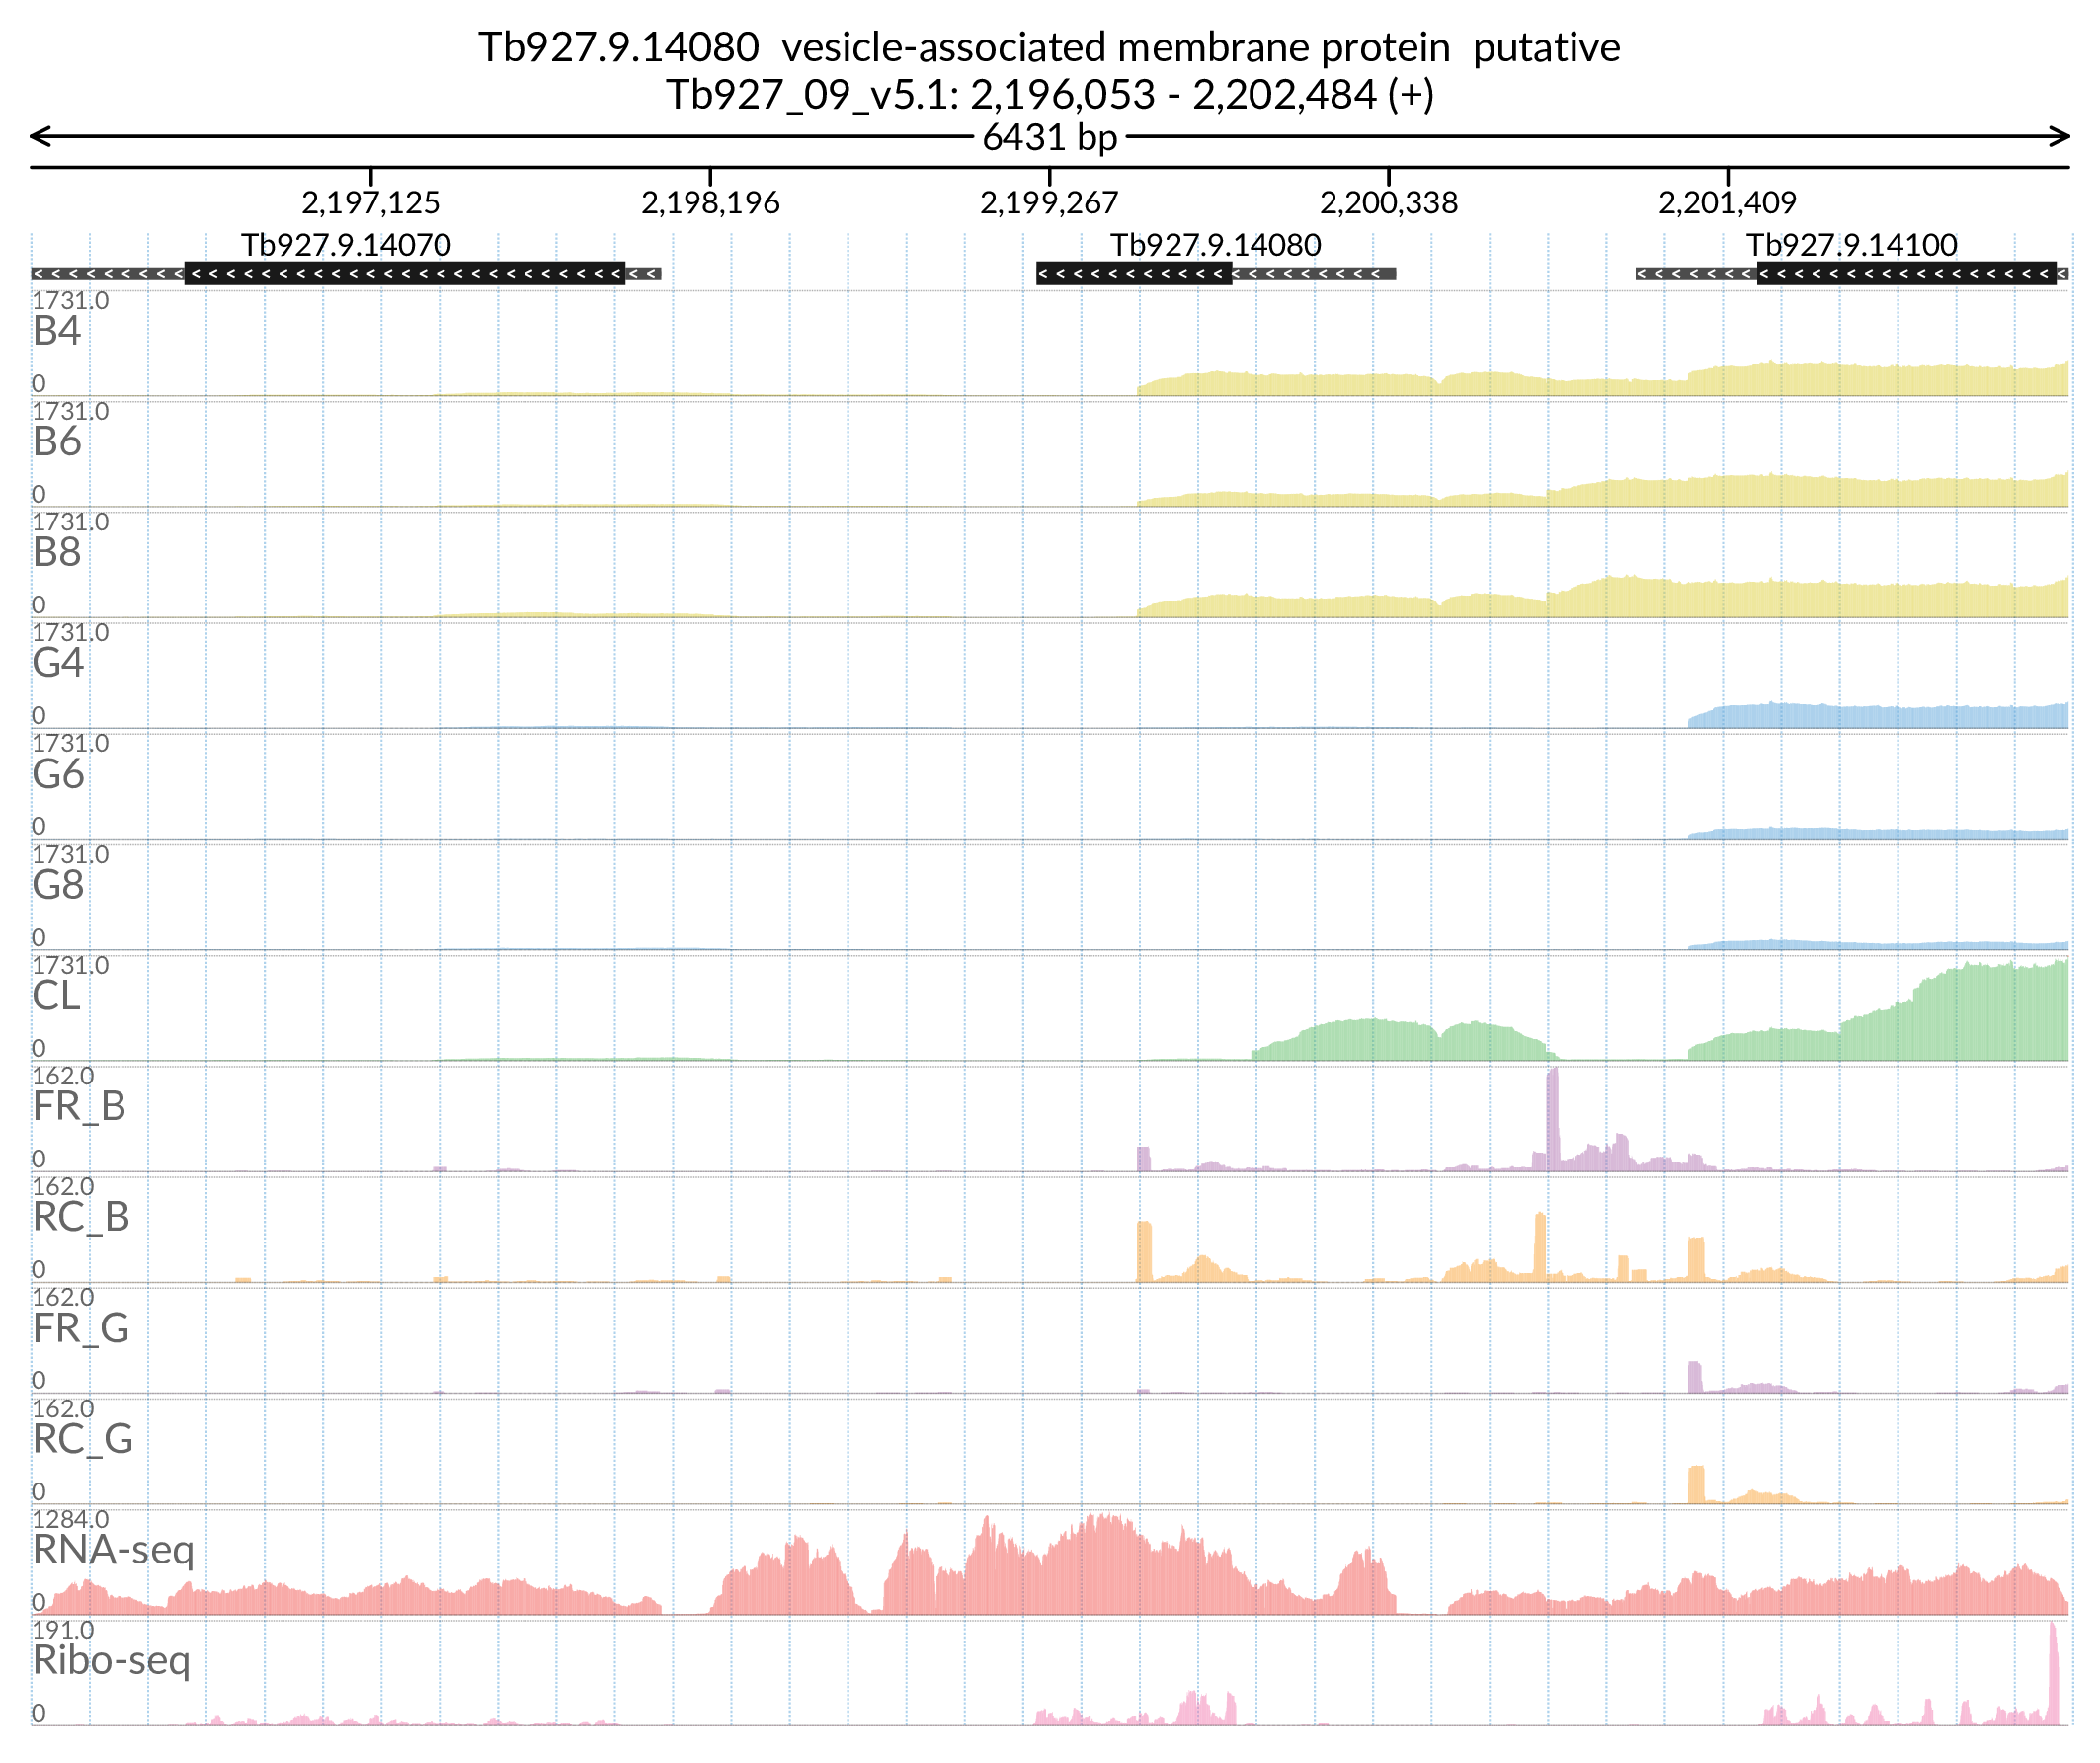 Tb927.9.14080 vesicle-associated membrane protein putative
Tb927_09_v5.1: 2,196,053 - 2,202,484 (+)
6431 bp
2,197,125 2,198,196 2,199,267 2,200,338 2,201,409
Tb927.9.14070 Tb927.9.14080 Tb927.9.14100
1731.0
B4
0
1731.0
B6
0
1731.0
B8
0
1731.0
G4
0
1731.0
G6
0
1731.0
G8
0
1731.0
CL
0
162.0
FR_B
0
162.0
RC_B
0
162.0
FR_G
0
162.0
RC_G
0
1284.0
RNA-seq
0
191.0
Ribo-seq
0